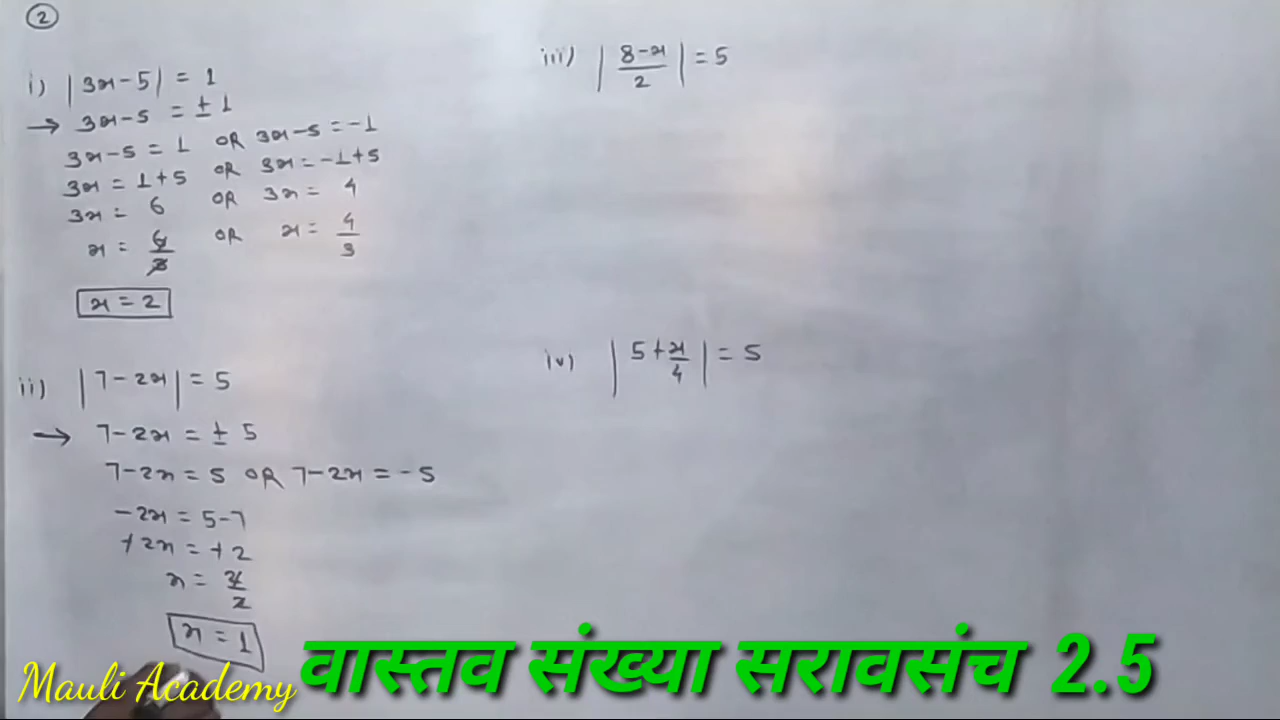 2
i) |3x-5| = 1
→ 3x-5 = ± 1
3x-5 = 1 OR 3x-5 = -1
3x = 1+5 OR 3x = -1+5
3x = 6 OR 3x = 4
x = 6/3 OR x = 4/3
x = 2
ii) |7-2x| = 5
→ 7-2x = ± 5
7-2x = 5 OR 7-2x = -5
-2x = 5-7
+2x = +2
x = 2/2
x = 1
iii) |8-x/2| = 5
iv) |5+x/4| = 5
Mauli Academy
वास्तव संख्या सरावसंच 2.5